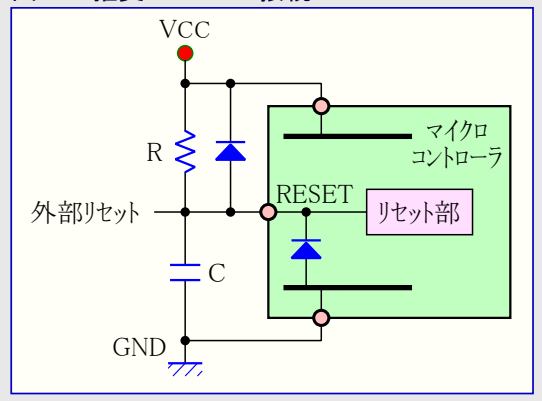 VCC
R
マイクロ
コントローラ
外部リセット
RESET
リセット部
C
GND